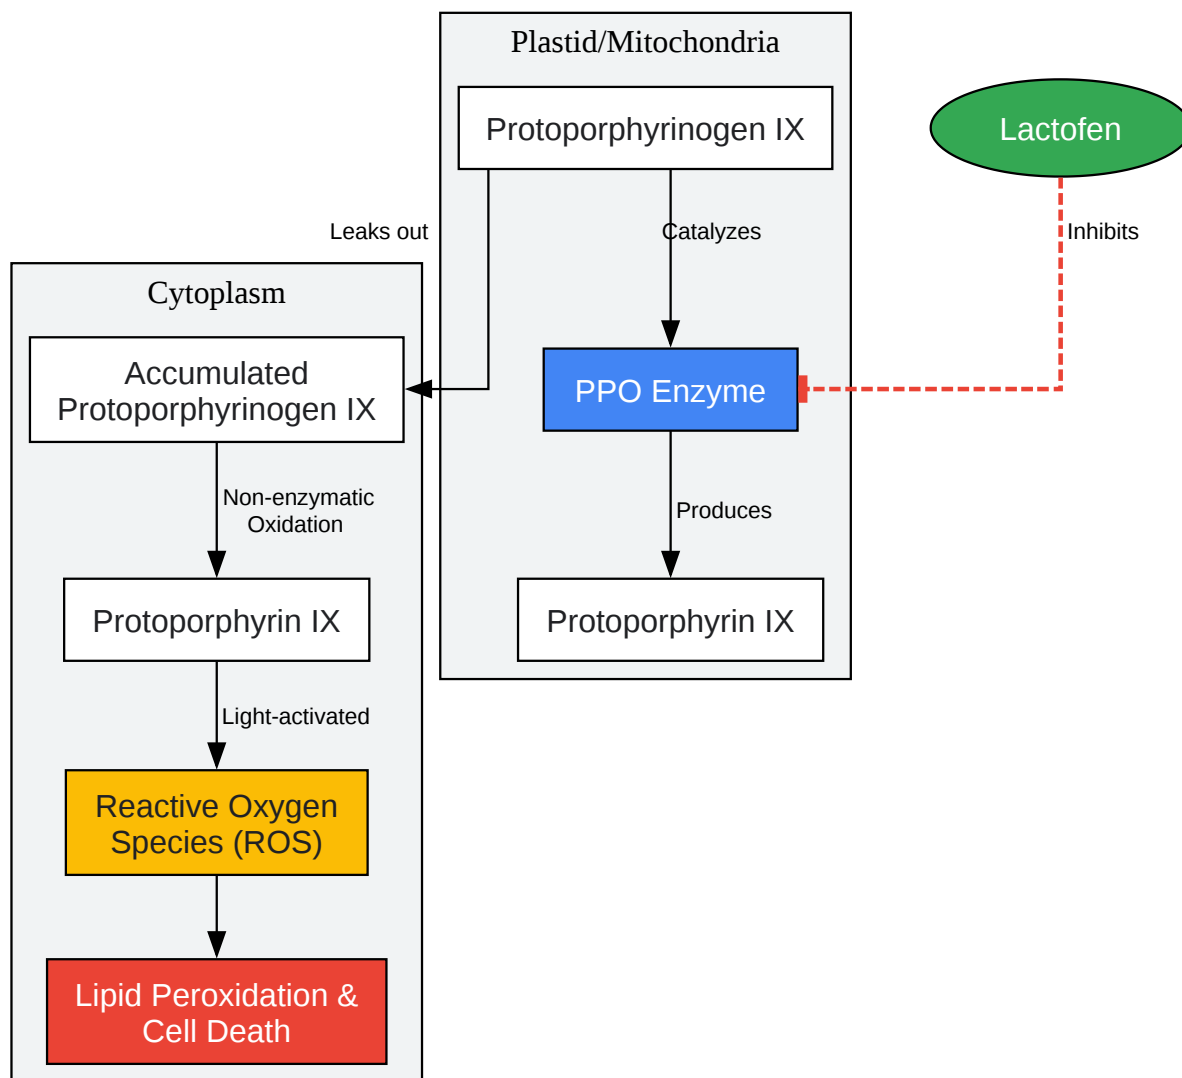 Plastid/Mitochondria
Protoporphyrinogen IX
Lactofen
Leaks out
Catalyzes
Inhibits
Cytoplasm
Accumulated
Protoporphyrinogen IX
PPO Enzyme
Non-enzymatic
Oxidation
Produces
Protoporphyrin IX
Protoporphyrin IX
Light-activated
Reactive Oxygen
Species (ROS)
Lipid Peroxidation &
Cell Death